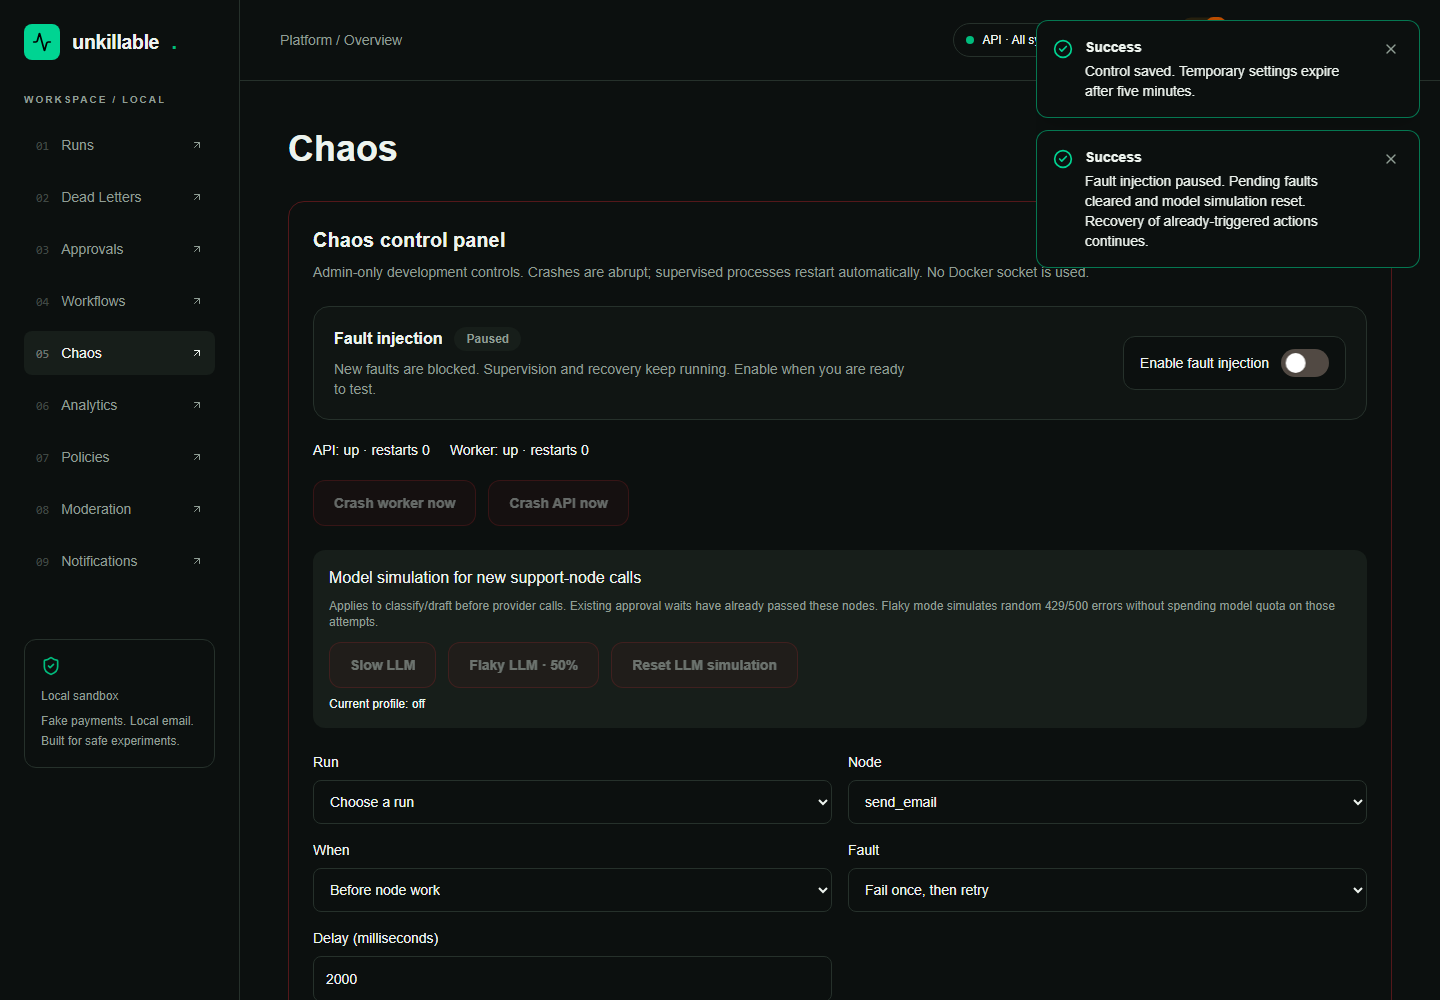 unkillable .
WORKSPACE / LOCAL
01 Runs
02 Dead Letters
03 Approvals
04 Workflows
05 Chaos
06 Analytics
07 Policies
08 Moderation
09 Notifications
Local sandbox
Fake payments. Local email.
Built for safe experiments.
Platform / Overview
API · All
Success
Control saved. Temporary settings expire
after five minutes.
Success
Fault injection paused. Pending faults
cleared and model simulation reset.
Recovery of already-triggered actions
continues.
Chaos
Chaos control panel
Admin-only development controls. Crashes are abrupt; supervised processes restart automatically. No Docker socket is used.
Fault injection Paused
New faults are blocked. Supervision and recovery keep running. Enable when you are ready
to test.
Enable fault injection
API: up · restarts 0 Worker: up · restarts 0
Crash worker now Crash API now
Model simulation for new support-node calls
Applies to classify/draft before provider calls. Existing approval waits have already passed these nodes. Flaky mode simulates random 429/500 errors without spending model quota on those
attempts.
Slow LLM Flaky LLM · 50% Reset LLM simulation
Current profile: off
Run Node
Choose a run send_email
When Fault
Before node work Fail once, then retry
Delay (milliseconds)
2000